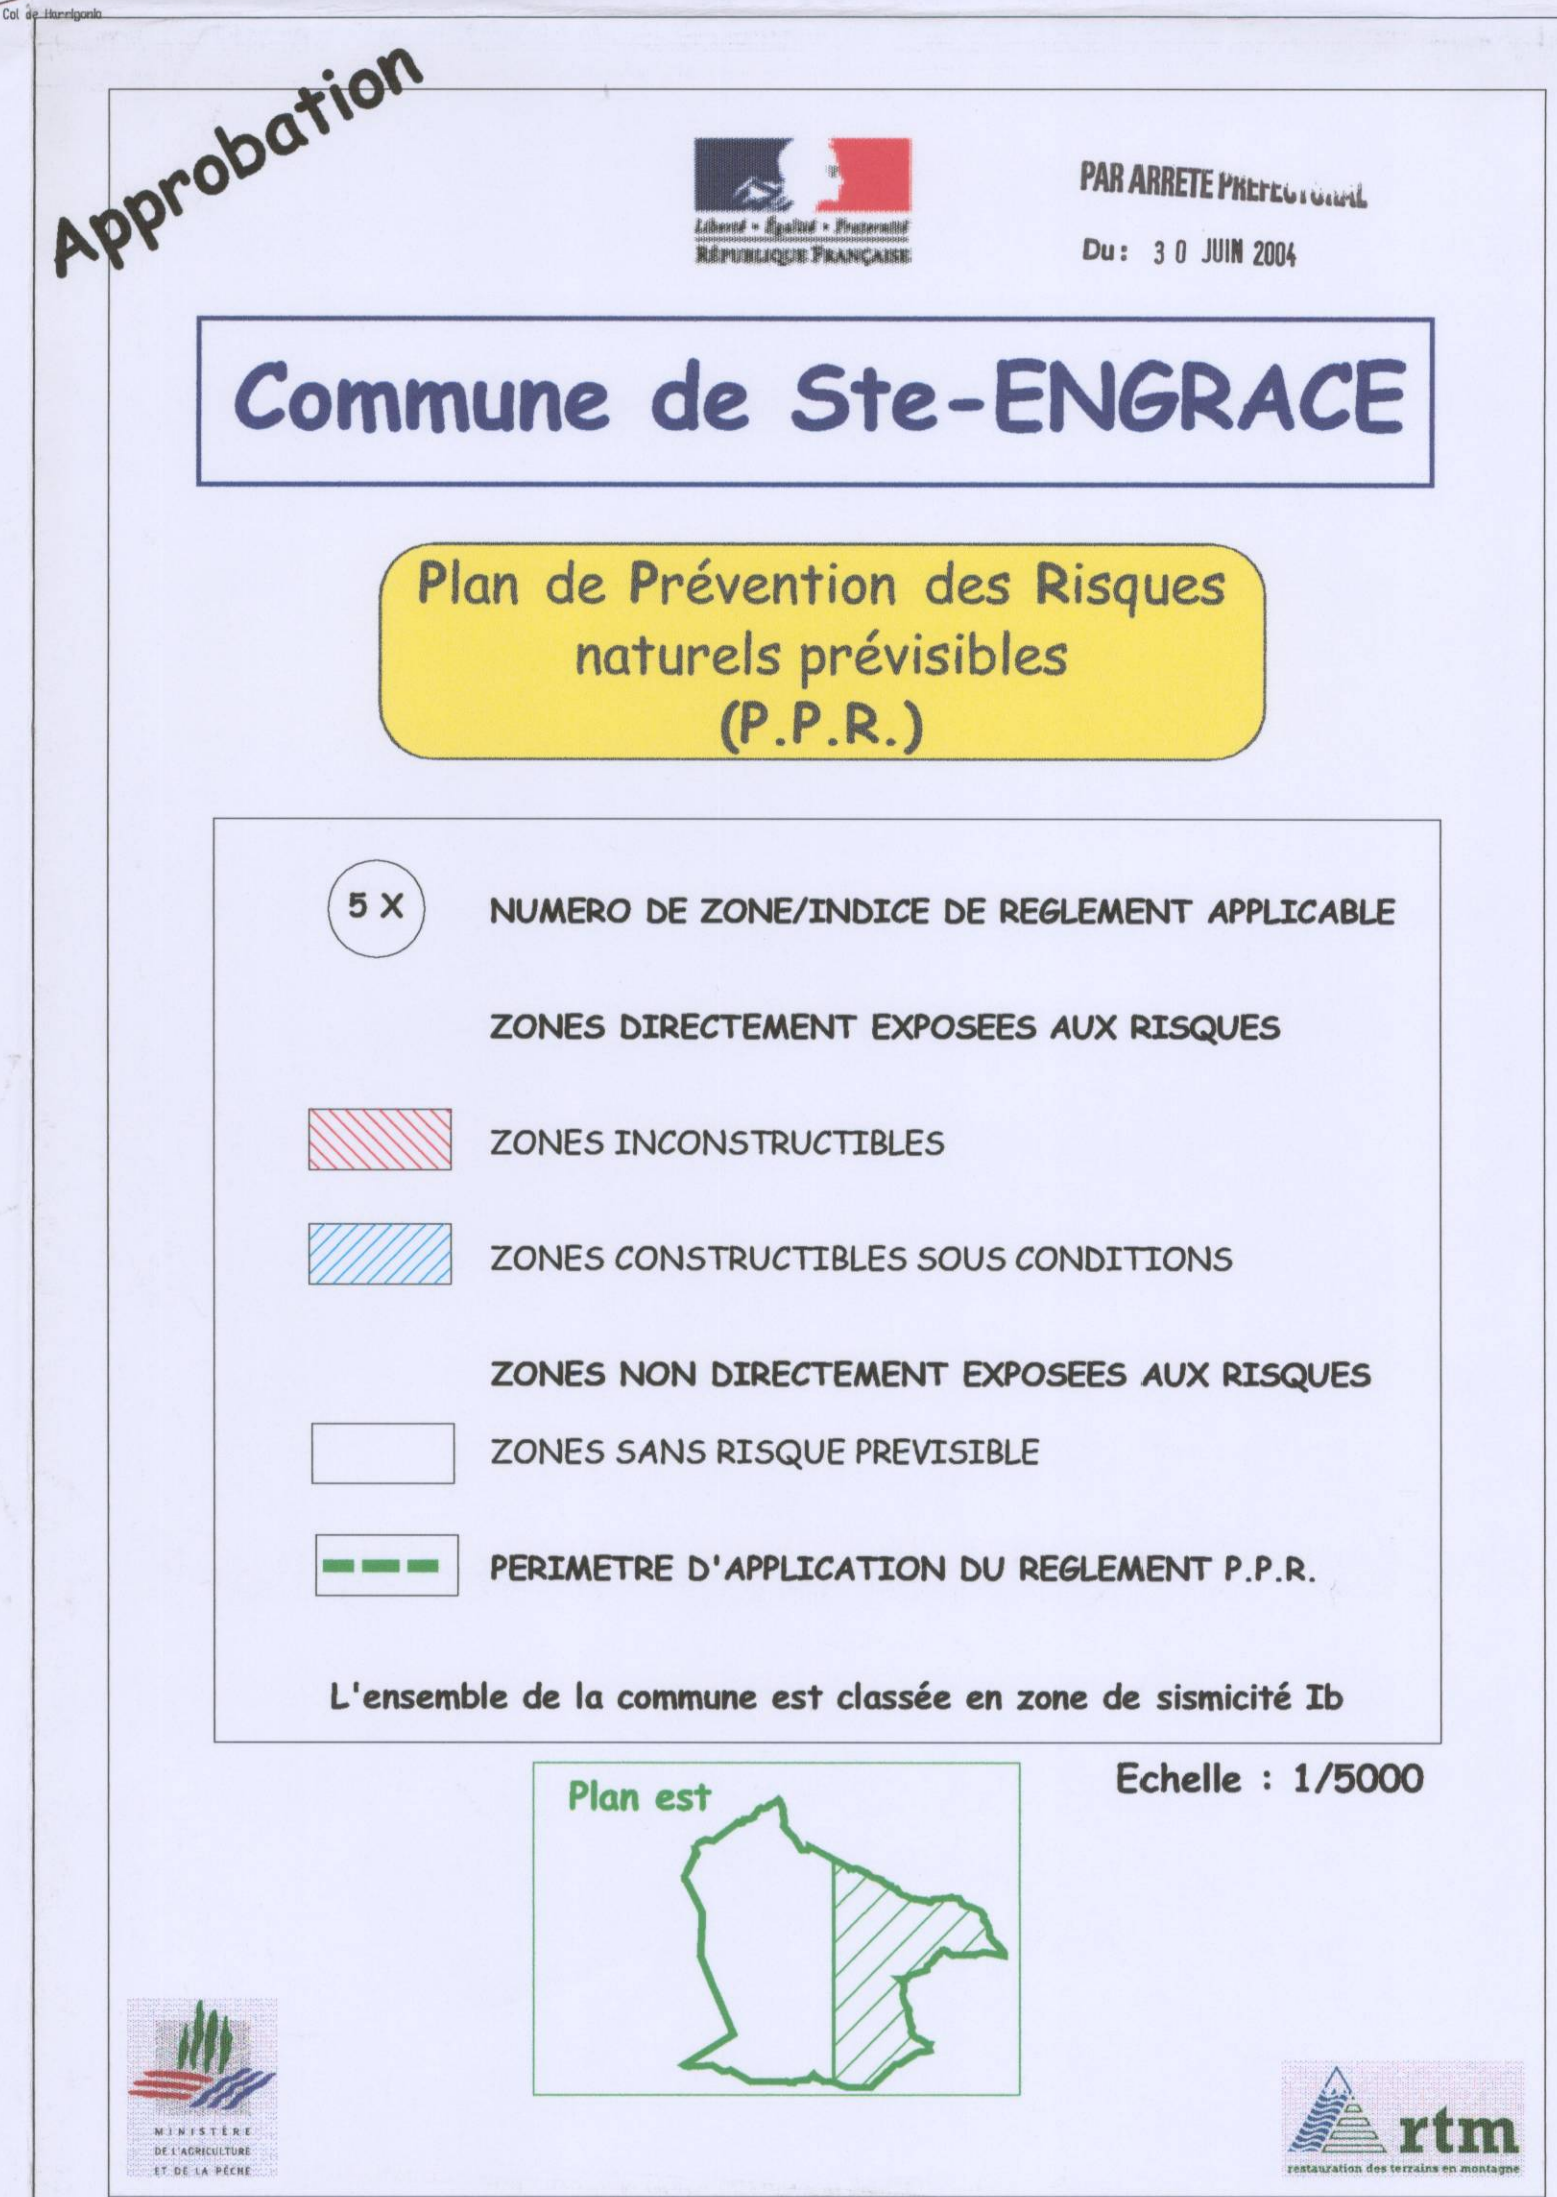 Col de Harrigonia
Approbation
Liberté • Égalité • Fraternité
RÉPUBLIQUE FRANÇAISE
PAR ARRETE PREFECTORAL
Du : 30 JUIN 2004
Commune de Ste-ENGRACE
Plan de Prévention des Risques
naturels prévisibles
(P.P.R.)
5 X
NUMERO DE ZONE/INDICE DE REGLEMENT APPLICABLE
ZONES DIRECTEMENT EXPOSEES AUX RISQUES
ZONES INCONSTRUCTIBLES
ZONES CONSTRUCTIBLES SOUS CONDITIONS
ZONES NON DIRECTEMENT EXPOSEES AUX RISQUES
ZONES SANS RISQUE PREVISIBLE
PERIMETRE D'APPLICATION DU REGLEMENT P.P.R.
L'ensemble de la commune est classée en zone de sismicité Ib
Echelle : 1/5000
Plan est
MINISTÈRE
DE L'AGRICULTURE
ET DE LA PÊCHE
rtm
restauration des terrains en montagne